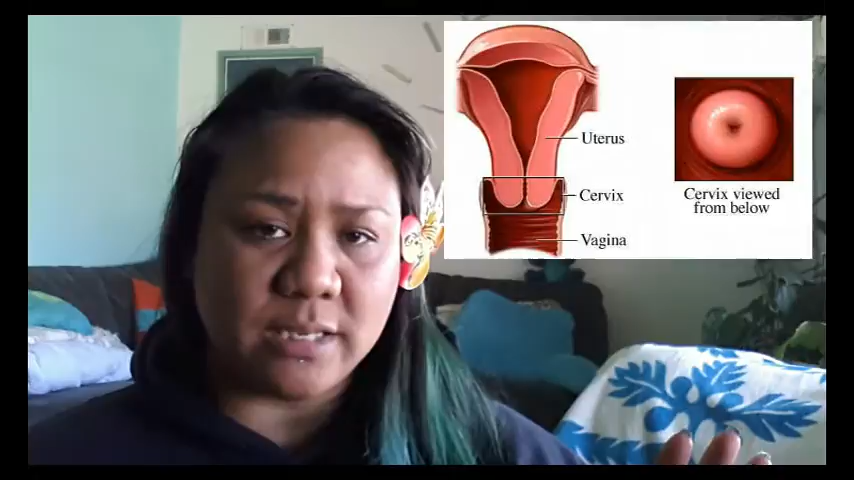 Uterus
Cervix
Vagina
Cervix viewed
from below